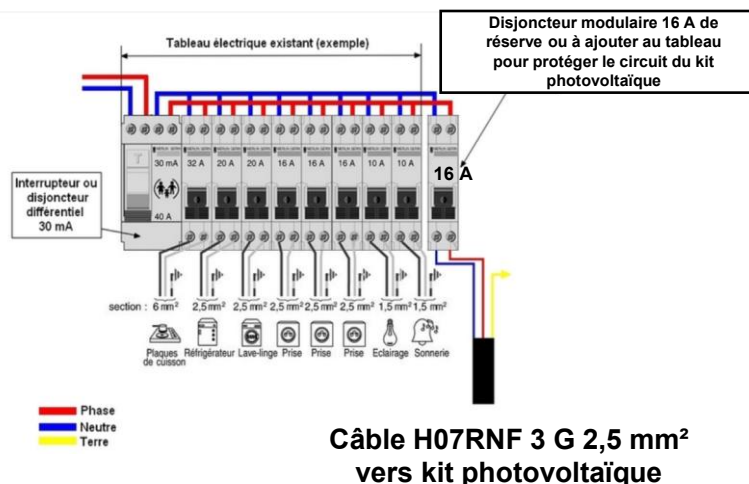 Disjoncteur modulaire 16 A de
réserve ou à ajouter au tableau
pour protéger le circuit du kit
photovoltaïque
Tableau électrique existant (exemple)
30 mA 32 A 20 A 20 A 16 A 16 A 16 A 10 A 10 A
16 A
40 A
Interrupteur ou
disjoncteur
différentiel
30 mA
section : 6 mm² 2,5 mm² 2,5 mm² 2,5 mm² 2,5 mm² 2,5 mm² 1,5 mm² 1,5 mm²
Plaques
de cuisson
Réfrigérateur Lave-linge Prise Prise Prise Eclairage Sonnerie
Phase
Neutre
Terre
Câble H07RNF 3 G 2,5 mm²
vers kit photovoltaïque